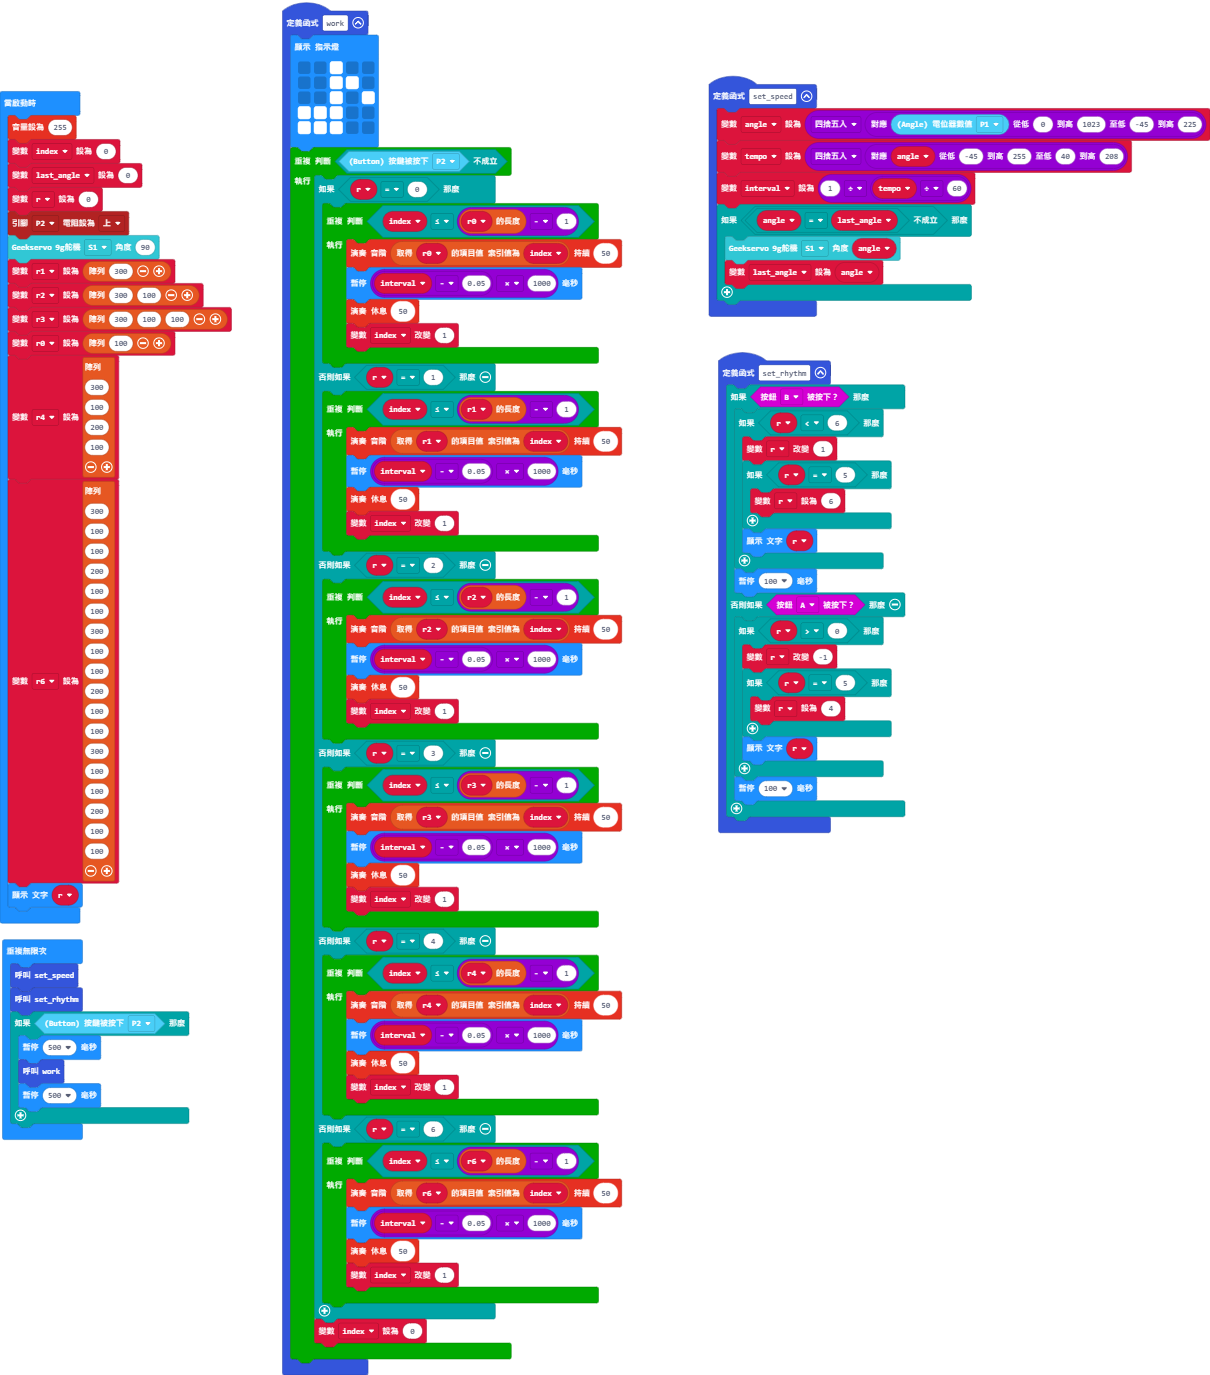 當啟動時
音量設為 255
變數 index 設為 0
變數 last_angle 設為 0
變數 r 設為 0
引腳 P2 電阻設為 上
Geekservo 9g舵機 S1 角度 90
變數 r1 設為 陣列 300
變數 r2 設為 陣列 300 100
變數 r3 設為 陣列 300 100 100
變數 r0 設為 陣列 100
變數 r4 設為 陣列
300
100
200
100
變數 r6 設為 陣列
300
100
100
200
100
100
300
100
100
200
100
100
300
100
100
200
100
100
顯示 文字 r
重複無限次
呼叫 set_speed
呼叫 set_rhythm
如果 (Button) 按鍵被按下 P2 那麼
暫停 500 毫秒
呼叫 work
暫停 500 毫秒
定義函式 work
顯示 指示燈
重複 判斷 (Button) 按鍵被按下 P2 不成立
執行
如果 r = 0 那麼
重複 判斷 index ≤ r0 的長度 - 1
執行
演奏 音階 取得 r0 的項目值 索引值為 index 持續 50
暫停 interval - 0.05 × 1000 毫秒
演奏 休息 50
變數 index 改變 1
否則如果 r = 1 那麼
重複 判斷 index ≤ r1 的長度 - 1
執行
演奏 音階 取得 r1 的項目值 索引值為 index 持續 50
暫停 interval - 0.05 × 1000 毫秒
演奏 休息 50
變數 index 改變 1
否則如果 r = 2 那麼
重複 判斷 index ≤ r2 的長度 - 1
執行
演奏 音階 取得 r2 的項目值 索引值為 index 持續 50
暫停 interval - 0.05 × 1000 毫秒
演奏 休息 50
變數 index 改變 1
否則如果 r = 3 那麼
重複 判斷 index ≤ r3 的長度 - 1
執行
演奏 音階 取得 r3 的項目值 索引值為 index 持續 50
暫停 interval - 0.05 × 1000 毫秒
演奏 休息 50
變數 index 改變 1
否則如果 r = 4 那麼
重複 判斷 index ≤ r4 的長度 - 1
執行
演奏 音階 取得 r4 的項目值 索引值為 index 持續 50
暫停 interval - 0.05 × 1000 毫秒
演奏 休息 50
變數 index 改變 1
否則如果 r = 6 那麼
重複 判斷 index ≤ r6 的長度 - 1
執行
演奏 音階 取得 r6 的項目值 索引值為 index 持續 50
暫停 interval - 0.05 × 1000 毫秒
演奏 休息 50
變數 index 改變 1
變數 index 設為 0
定義函式 set_speed
變數 angle 設為 四捨五入 對應 (Angle) 電位器數值 P1 從低 0 到高 1023 至低 -45 到高 225
變數 tempo 設為 四捨五入 對應 angle 從低 -45 到高 255 至低 40 到高 208
變數 interval 設為 1 ÷ tempo ÷ 60
如果 angle = last_angle 不成立 那麼
Geekservo 9g舵機 S1 角度 angle
變數 last_angle 設為 angle
定義函式 set_rhythm
如果 按鈕 B 被按下？ 那麼
如果 r < 6 那麼
變數 r 改變 1
如果 r = 5 那麼
變數 r 設為 6
顯示 文字 r
暫停 100 毫秒
否則如果 按鈕 A 被按下？ 那麼
如果 r > 0 那麼
變數 r 改變 -1
如果 r = 5 那麼
變數 r 設為 4
顯示 文字 r
暫停 100 毫秒